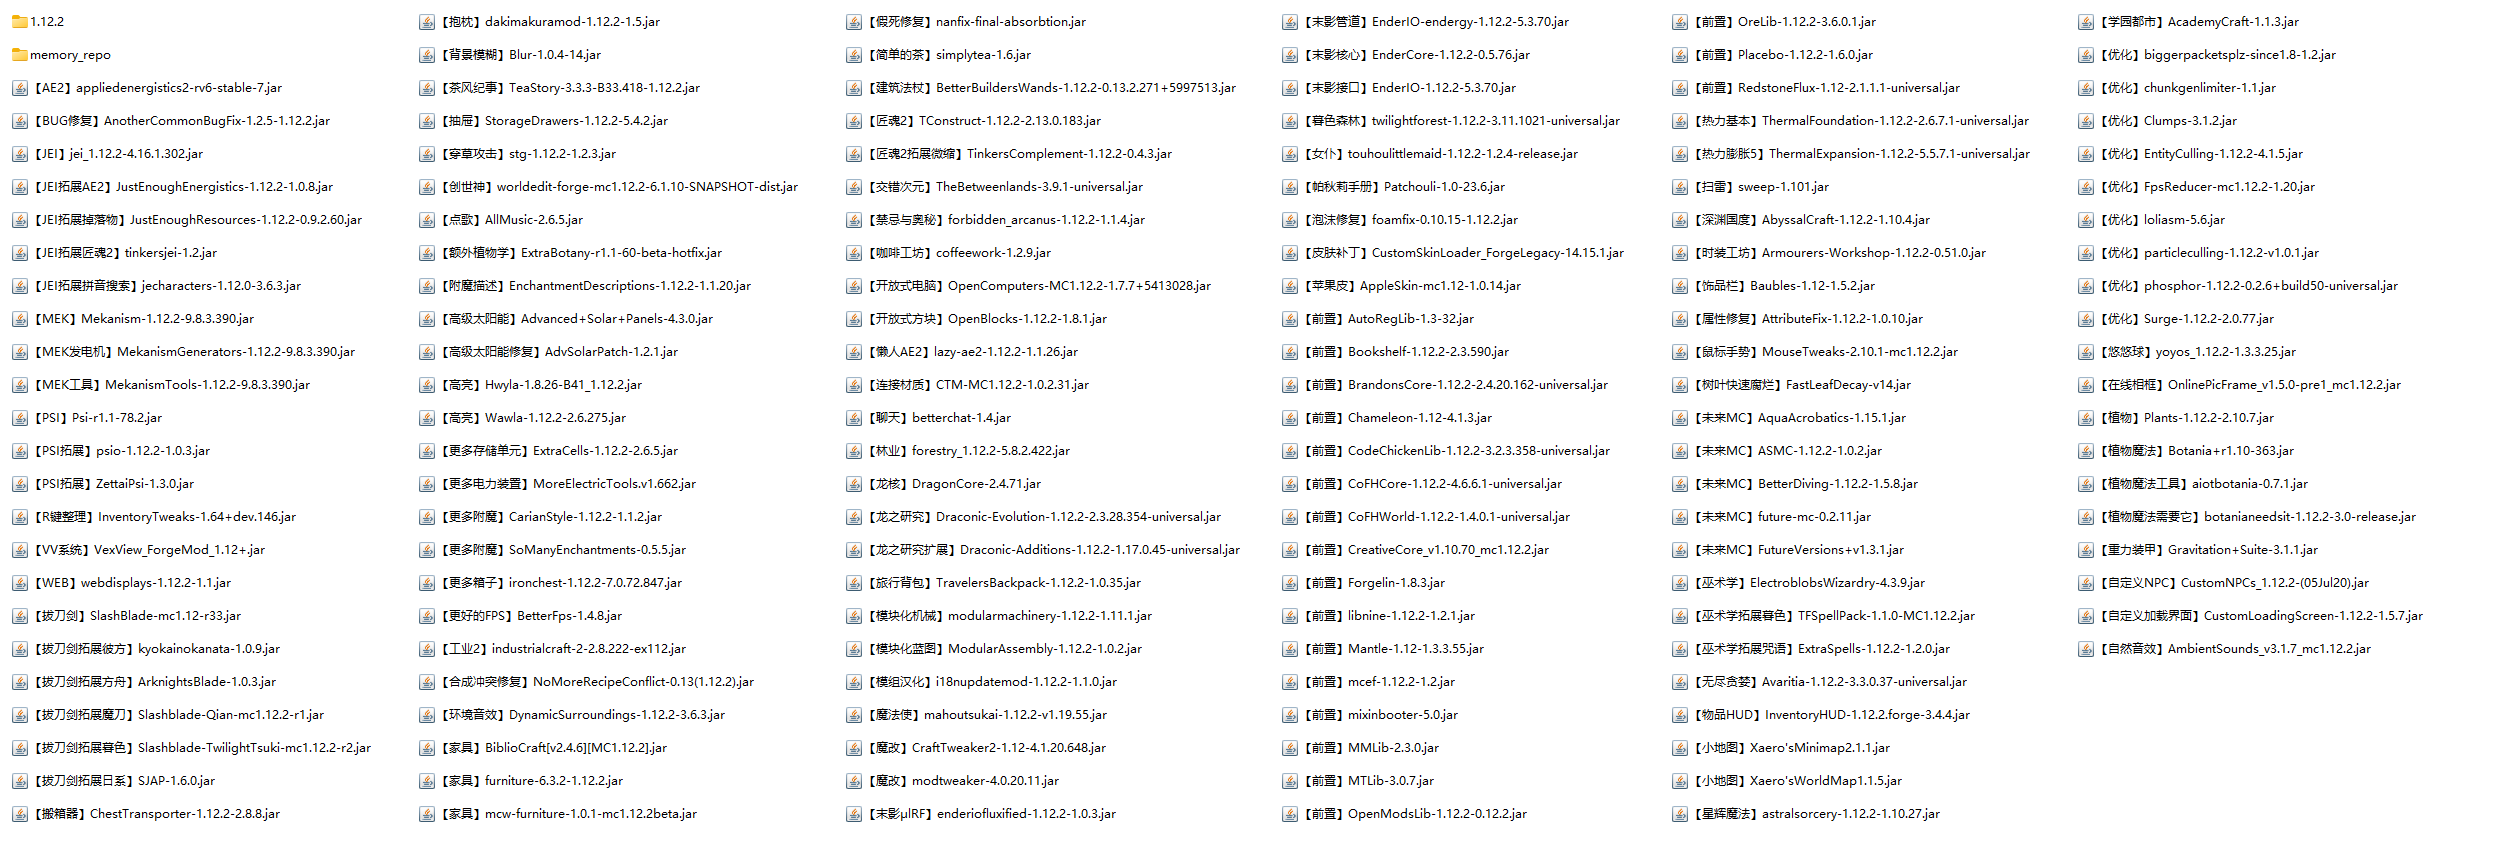 1.12.2
memory_repo
【AE2】appliedenergistics2-rv6-stable-7.jar
【BUG修复】AnotherCommonBugFix-1.2.5-1.12.2.jar
【JEI】jei_1.12.2-4.16.1.302.jar
【JEI拓展AE2】JustEnoughEnergistics-1.12.2-1.0.8.jar
【JEI拓展掉落物】JustEnoughResources-1.12.2-0.9.2.60.jar
【JEI拓展匠魂2】tinkersjei-1.2.jar
【JEI拓展拼音搜索】jecharacters-1.12.0-3.6.3.jar
【MEK】Mekanism-1.12.2-9.8.3.390.jar
【MEK发电机】MekanismGenerators-1.12.2-9.8.3.390.jar
【MEK工具】MekanismTools-1.12.2-9.8.3.390.jar
【PSI】Psi-r1.1-78.2.jar
【PSI拓展】psio-1.12.2-1.0.3.jar
【PSI拓展】ZettaiPsi-1.3.0.jar
【R键整理】InventoryTweaks-1.64+dev.146.jar
【VV系统】VexView_ForgeMod_1.12+.jar
【WEB】webdisplays-1.12.2-1.1.jar
【拔刀剑】SlashBlade-mc1.12-r33.jar
【拔刀剑拓展彼方】kyokainokanata-1.0.9.jar
【拔刀剑拓展方舟】ArknightsBlade-1.0.3.jar
【拔刀剑拓展魔刀】Slashblade-Qian-mc1.12.2-r1.jar
【拔刀剑拓展暮色】Slashblade-TwilightTsuki-mc1.12.2-r2.jar
【拔刀剑拓展日系】SJAP-1.6.0.jar
【搬箱器】ChestTransporter-1.12.2-2.8.8.jar
【抱枕】dakimakuramod-1.12.2-1.5.jar
【背景模糊】Blur-1.0.4-14.jar
【茶风纪事】TeaStory-3.3.3-B33.418-1.12.2.jar
【抽屉】StorageDrawers-1.12.2-5.4.2.jar
【穿草攻击】stg-1.12.2-1.2.3.jar
【创世神】worldedit-forge-mc1.12.2-6.1.10-SNAPSHOT-dist.jar
【点歌】AllMusic-2.6.5.jar
【额外植物学】ExtraBotany-r1.1-60-beta-hotfix.jar
【附魔描述】EnchantmentDescriptions-1.12.2-1.1.20.jar
【高级太阳能】Advanced+Solar+Panels-4.3.0.jar
【高级太阳能修复】AdvSolarPatch-1.2.1.jar
【高亮】Hwyla-1.8.26-B41_1.12.2.jar
【高亮】Wawla-1.12.2-2.6.275.jar
【更多存储单元】ExtraCells-1.12.2-2.6.5.jar
【更多电力装置】MoreElectricTools.v1.662.jar
【更多附魔】CarianStyle-1.12.2-1.1.2.jar
【更多附魔】SoManyEnchantments-0.5.5.jar
【更多箱子】ironchest-1.12.2-7.0.72.847.jar
【更好的FPS】BetterFps-1.4.8.jar
【工业2】industrialcraft-2-2.8.222-ex112.jar
【合成冲突修复】NoMoreRecipeConflict-0.13(1.12.2).jar
【环境音效】DynamicSurroundings-1.12.2-3.6.3.jar
【家具】BiblioCraft[v2.4.6][MC1.12.2].jar
【家具】furniture-6.3.2-1.12.2.jar
【家具】mcw-furniture-1.0.1-mc1.12.2beta.jar
【假死修复】nanfix-final-absorbtion.jar
【简单的茶】simplytea-1.6.jar
【建筑法杖】BetterBuildersWands-1.12.2-0.13.2.271+5997513.jar
【匠魂2】TConstruct-1.12.2-2.13.0.183.jar
【匠魂2拓展微缩】TinkersComplement-1.12.2-0.4.3.jar
【交错次元】TheBetweenlands-3.9.1-universal.jar
【禁忌与奥秘】forbidden_arcanus-1.12.2-1.1.4.jar
【咖啡工坊】coffeework-1.2.9.jar
【开放式电脑】OpenComputers-MC1.12.2-1.7.7+5413028.jar
【开放式方块】OpenBlocks-1.12.2-1.8.1.jar
【懒人AE2】lazy-ae2-1.12.2-1.1.26.jar
【连接材质】CTM-MC1.12.2-1.0.2.31.jar
【聊天】betterchat-1.4.jar
【林业】forestry_1.12.2-5.8.2.422.jar
【龙核】DragonCore-2.4.71.jar
【龙之研究】Draconic-Evolution-1.12.2-2.3.28.354-universal.jar
【龙之研究扩展】Draconic-Additions-1.12.2-1.17.0.45-universal.jar
【旅行背包】TravelersBackpack-1.12.2-1.0.35.jar
【模块化机械】modularmachinery-1.12.2-1.11.1.jar
【模块化蓝图】ModularAssembly-1.12.2-1.0.2.jar
【模组汉化】i18nupdatemod-1.12.2-1.1.0.jar
【魔法使】mahoutsukai-1.12.2-v1.19.55.jar
【魔改】CraftTweaker2-1.12-4.1.20.648.jar
【魔改】modtweaker-4.0.20.11.jar
【末影μlRF】enderiofluxified-1.12.2-1.0.3.jar
【末影管道】EnderIO-endergy-1.12.2-5.3.70.jar
【末影核心】EnderCore-1.12.2-0.5.76.jar
【末影接口】EnderIO-1.12.2-5.3.70.jar
【暮色森林】twilightforest-1.12.2-3.11.1021-universal.jar
【女仆】touhoulittlemaid-1.12.2-1.2.4-release.jar
【帕秋莉手册】Patchouli-1.0-23.6.jar
【泡沫修复】foamfix-0.10.15-1.12.2.jar
【皮肤补丁】CustomSkinLoader_ForgeLegacy-14.15.1.jar
【苹果皮】AppleSkin-mc1.12-1.0.14.jar
【前置】AutoRegLib-1.3-32.jar
【前置】Bookshelf-1.12.2-2.3.590.jar
【前置】BrandonsCore-1.12.2-2.4.20.162-universal.jar
【前置】Chameleon-1.12-4.1.3.jar
【前置】CodeChickenLib-1.12.2-3.2.3.358-universal.jar
【前置】CoFHCore-1.12.2-4.6.6.1-universal.jar
【前置】CoFHWorld-1.12.2-1.4.0.1-universal.jar
【前置】CreativeCore_v1.10.70_mc1.12.2.jar
【前置】Forgelin-1.8.3.jar
【前置】libnine-1.12.2-1.2.1.jar
【前置】Mantle-1.12-1.3.3.55.jar
【前置】mcef-1.12.2-1.2.jar
【前置】mixinbooter-5.0.jar
【前置】MMLib-2.3.0.jar
【前置】MTLib-3.0.7.jar
【前置】OpenModsLib-1.12.2-0.12.2.jar
【前置】OreLib-1.12.2-3.6.0.1.jar
【前置】Placebo-1.12.2-1.6.0.jar
【前置】RedstoneFlux-1.12-2.1.1.1-universal.jar
【热力基本】ThermalFoundation-1.12.2-2.6.7.1-universal.jar
【热力膨胀5】ThermalExpansion-1.12.2-5.5.7.1-universal.jar
【扫雷】sweep-1.101.jar
【深渊国度】AbyssalCraft-1.12.2-1.10.4.jar
【时装工坊】Armourers-Workshop-1.12.2-0.51.0.jar
【饰品栏】Baubles-1.12-1.5.2.jar
【属性修复】AttributeFix-1.12.2-1.0.10.jar
【鼠标手势】MouseTweaks-2.10.1-mc1.12.2.jar
【树叶快速腐烂】FastLeafDecay-v14.jar
【未来MC】AquaAcrobatics-1.15.1.jar
【未来MC】ASMC-1.12.2-1.0.2.jar
【未来MC】BetterDiving-1.12.2-1.5.8.jar
【未来MC】future-mc-0.2.11.jar
【未来MC】FutureVersions+v1.3.1.jar
【巫术学】ElectroblobsWizardry-4.3.9.jar
【巫术学拓展暮色】TFSpellPack-1.1.0-MC1.12.2.jar
【巫术学拓展咒语】ExtraSpells-1.12.2-1.2.0.jar
【无尽贪婪】Avaritia-1.12.2-3.3.0.37-universal.jar
【物品HUD】InventoryHUD-1.12.2.forge-3.4.4.jar
【小地图】Xaero'sMinimap2.1.1.jar
【小地图】Xaero'sWorldMap1.1.5.jar
【星辉魔法】astralsorcery-1.12.2-1.10.27.jar
【学园都市】AcademyCraft-1.1.3.jar
【优化】biggerpacketsplz-since1.8-1.2.jar
【优化】chunkgenlimiter-1.1.jar
【优化】Clumps-3.1.2.jar
【优化】EntityCulling-1.12.2-4.1.5.jar
【优化】FpsReducer-mc1.12.2-1.20.jar
【优化】loliasm-5.6.jar
【优化】particleculling-1.12.2-v1.0.1.jar
【优化】phosphor-1.12.2-0.2.6+build50-universal.jar
【优化】Surge-1.12.2-2.0.77.jar
【悠悠球】yoyos_1.12.2-1.3.3.25.jar
【在线相框】OnlinePicFrame_v1.5.0-pre1_mc1.12.2.jar
【植物】Plants-1.12.2-2.10.7.jar
【植物魔法】Botania+r1.10-363.jar
【植物魔法工具】aiotbotania-0.7.1.jar
【植物魔法需要它】botanianeedsit-1.12.2-3.0-release.jar
【重力装甲】Gravitation+Suite-3.1.1.jar
【自定义NPC】CustomNPCs_1.12.2-(05Jul20).jar
【自定义加载界面】CustomLoadingScreen-1.12.2-1.5.7.jar
【自然音效】AmbientSounds_v3.1.7_mc1.12.2.jar